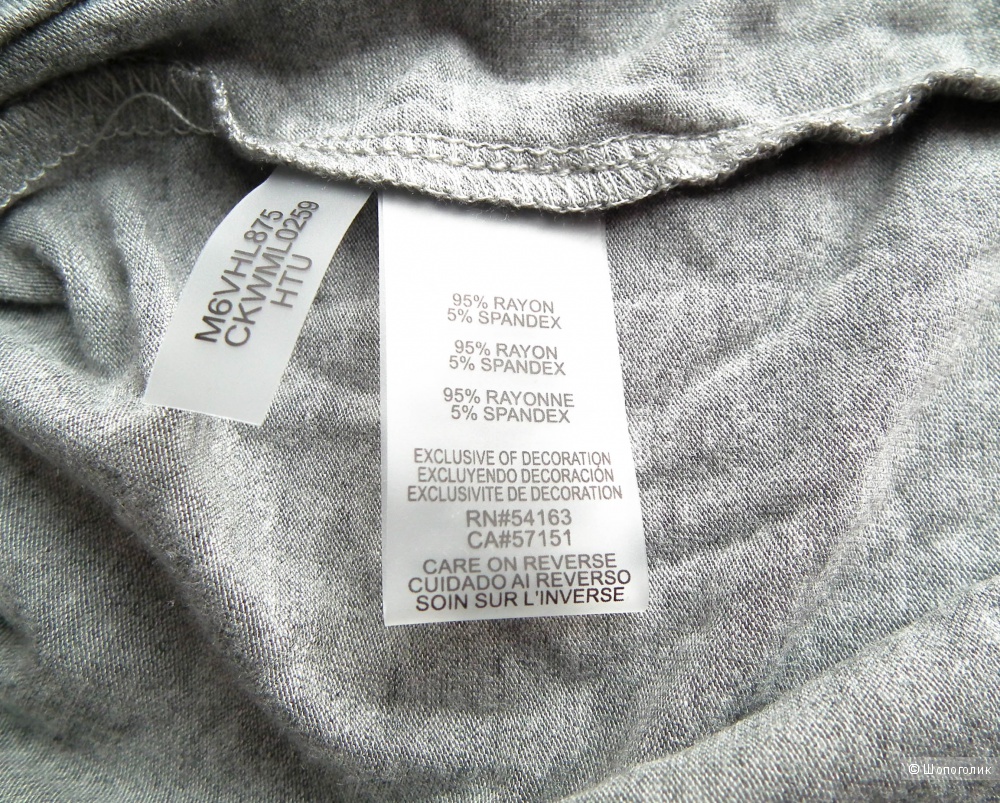 M6VHL875
CKWML0259
HTU
95% RAYON
5% SPANDEX
95% RAYON
5% SPANDEX
95% RAYONNE
5% SPANDEX
EXCLUSIVE OF DECORATION
EXCLUYENDO DECORACIÓN
EXCLUSIVITE DE DECORATION
RN#54163
CA#57151
CARE ON REVERSE
CUIDADO AI REVERSO
SOIN SUR L'INVERSE
© Шопоголик